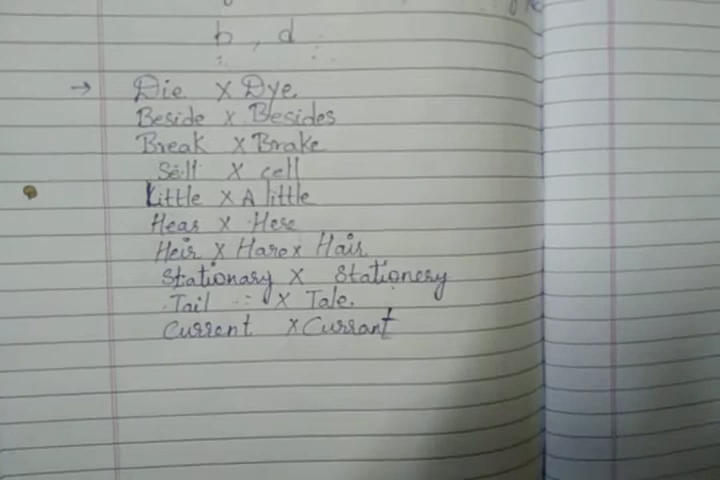 b , d
→ Die X Dye.
Beside X Besides
Break X Brake
Sell X cell
Little X A little
Hear X Here
Heir X Hare X Hair
Stationary X Stationery
Tail X Tale.
Current X Currant